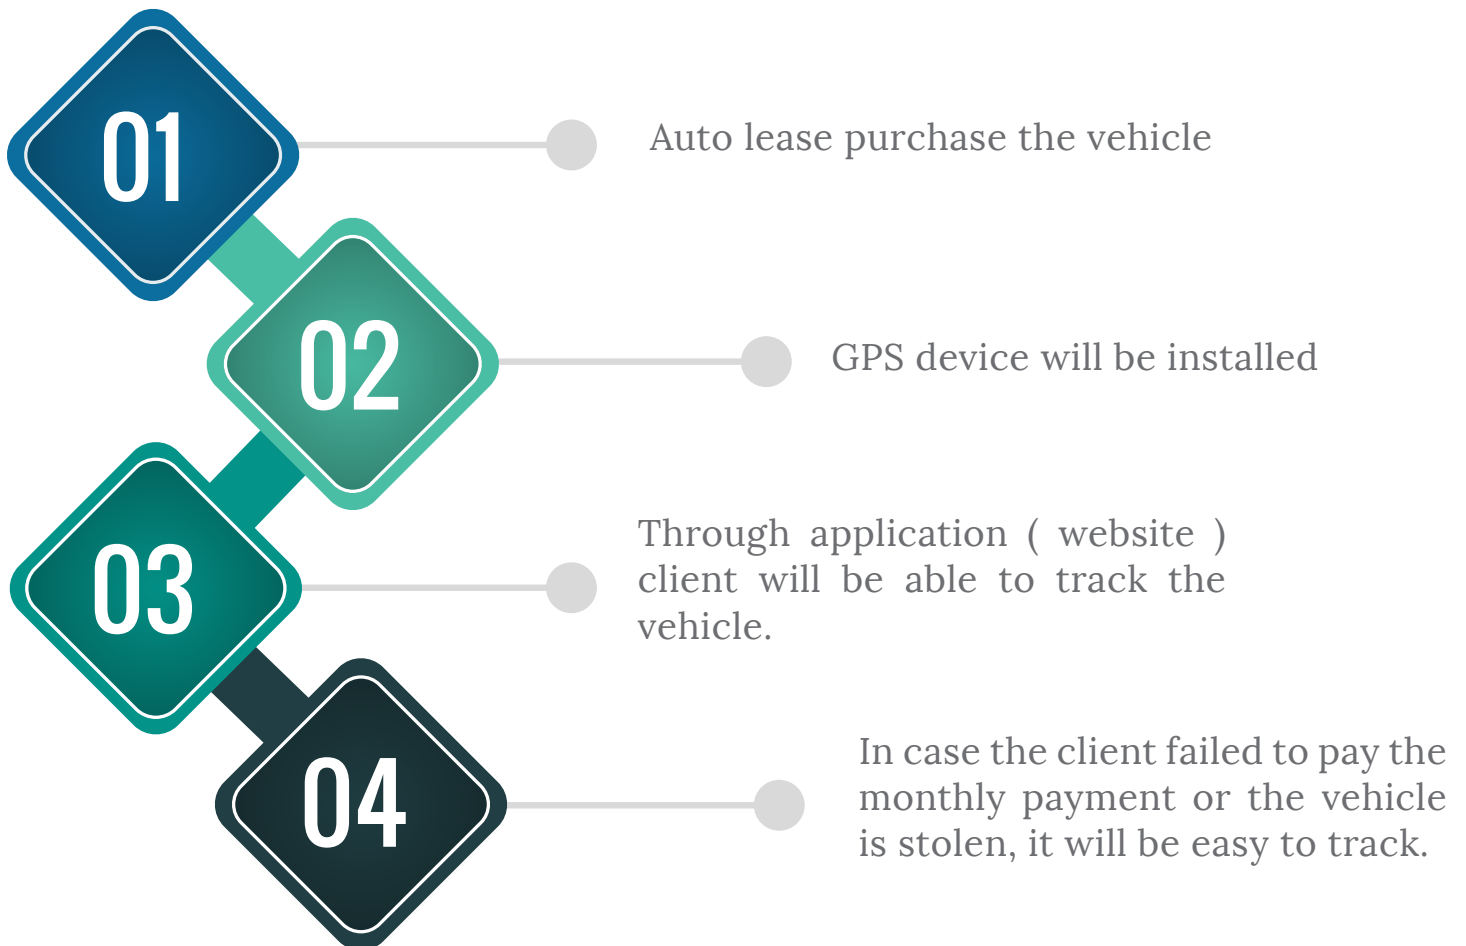 01
Auto lease purchase the vehicle
02
GPS device will be installed
03
Through application ( website )
client will be able to track the
vehicle.
04
In case the client failed to pay the
monthly payment or the vehicle
is stolen, it will be easy to track.